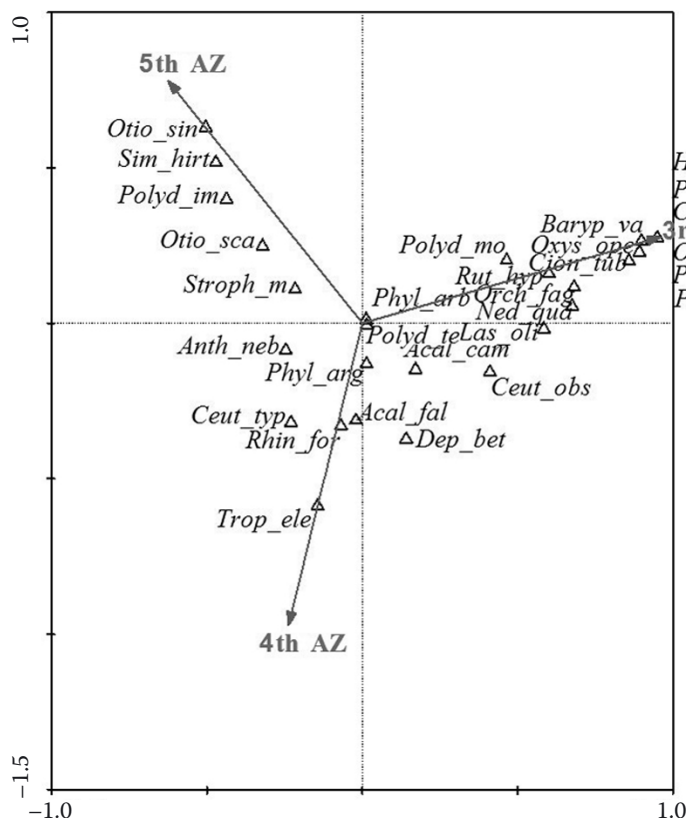 1.0
5th AZ
Otio_sin
Sim_hirt
Polyd_im
Otio_sca
Stroph_m
Baryp_va
Polyd_mo
Oxys_ope
Cion_tub
Rut_hyp
Phyl_arb
Orch_fag
Ned_qua
Polyd_te
Las_oli
Anth_neb
Acal_cam
Phyl_arg
Ceut_obs
Ceut_typ
Acal_fal
Rhin_for
Dep_bet
Trop_ele
4th AZ
-1.5
-1.0
1.0